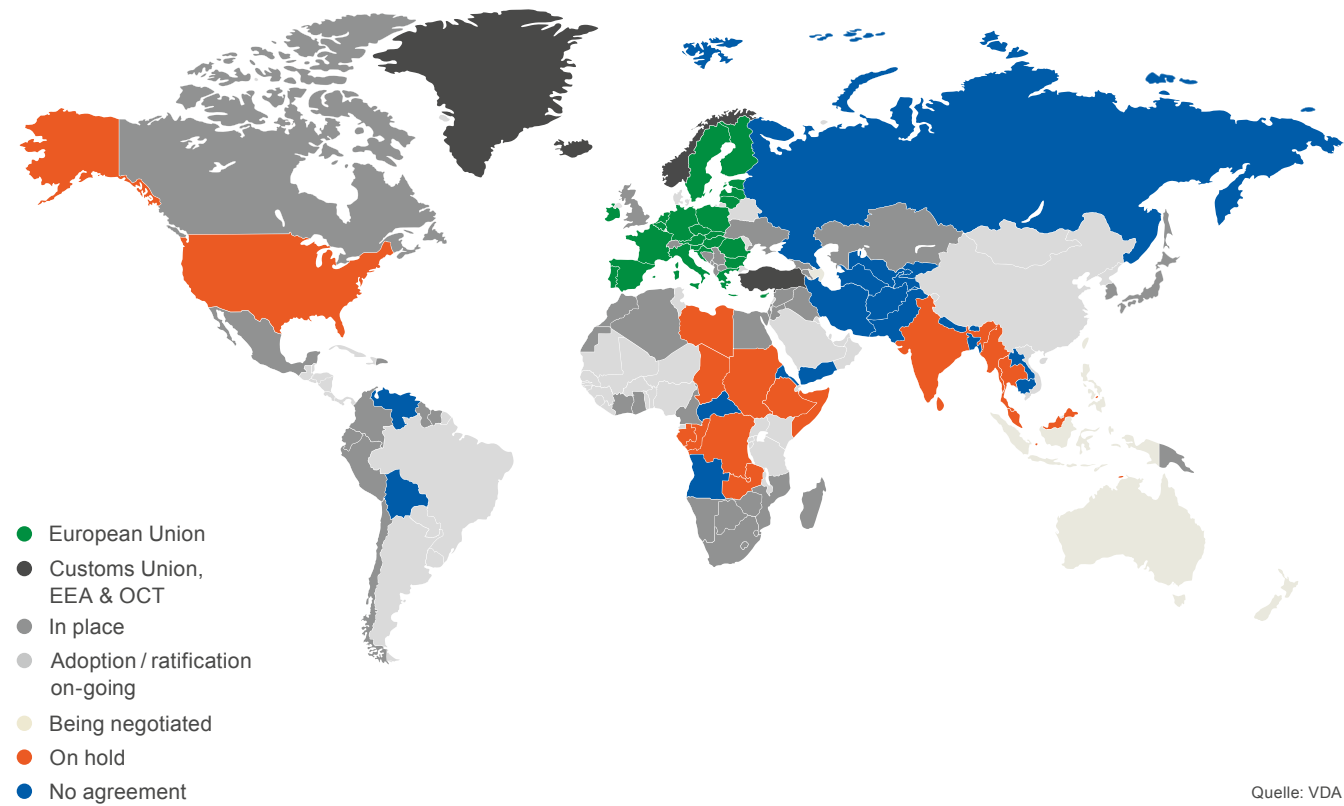 European Union
Customs Union,
EEA & OCT
In place
Adoption / ratification
on-going
Being negotiated
On hold
No agreement
Quelle: VDA